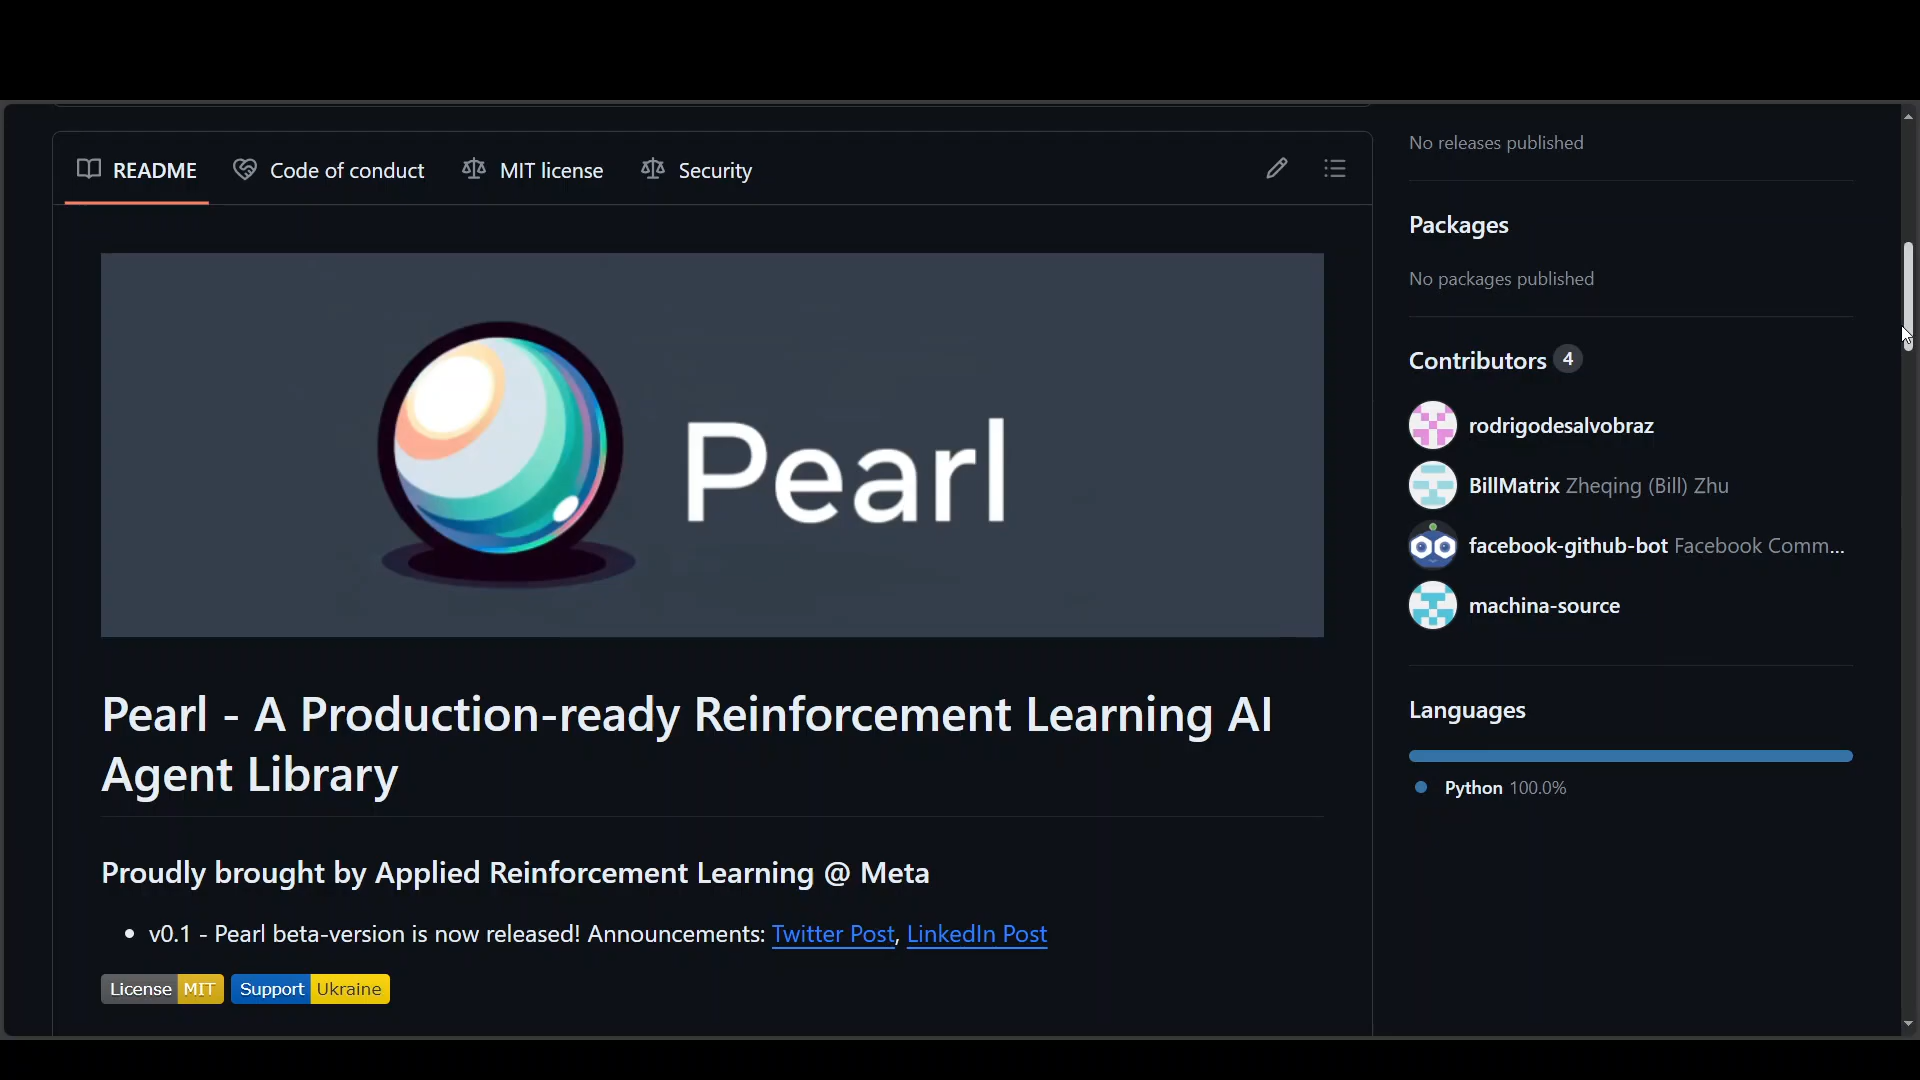 README
Code of conduct
MIT license
Security
Pearl
Pearl - A Production-ready Reinforcement Learning AI
Agent Library
Proudly brought by Applied Reinforcement Learning @ Meta
v0.1 - Pearl beta-version is now released! Announcements: Twitter Post, LinkedIn Post
License MIT
Support Ukraine
No releases published
Packages
No packages published
Contributors 4
rodrigodesalvobraz
BillMatrix Zheqing (Bill) Zhu
facebook-github-bot Facebook Comm...
machina-source
Languages
Python 100.0%